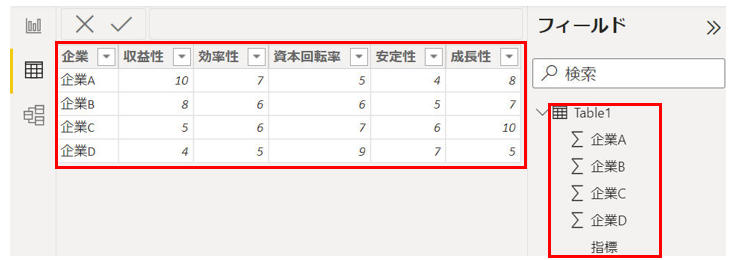 フィールド
企業 収益性 効率性 資本回転率 安定性 成長性
企業A 10 7 5 4 8
企業B 8 6 6 5 7
企業C 5 6 7 6 10
企業D 4 5 9 7 5
検索
Table1
企業A
企業B
企業C
企業D
指標